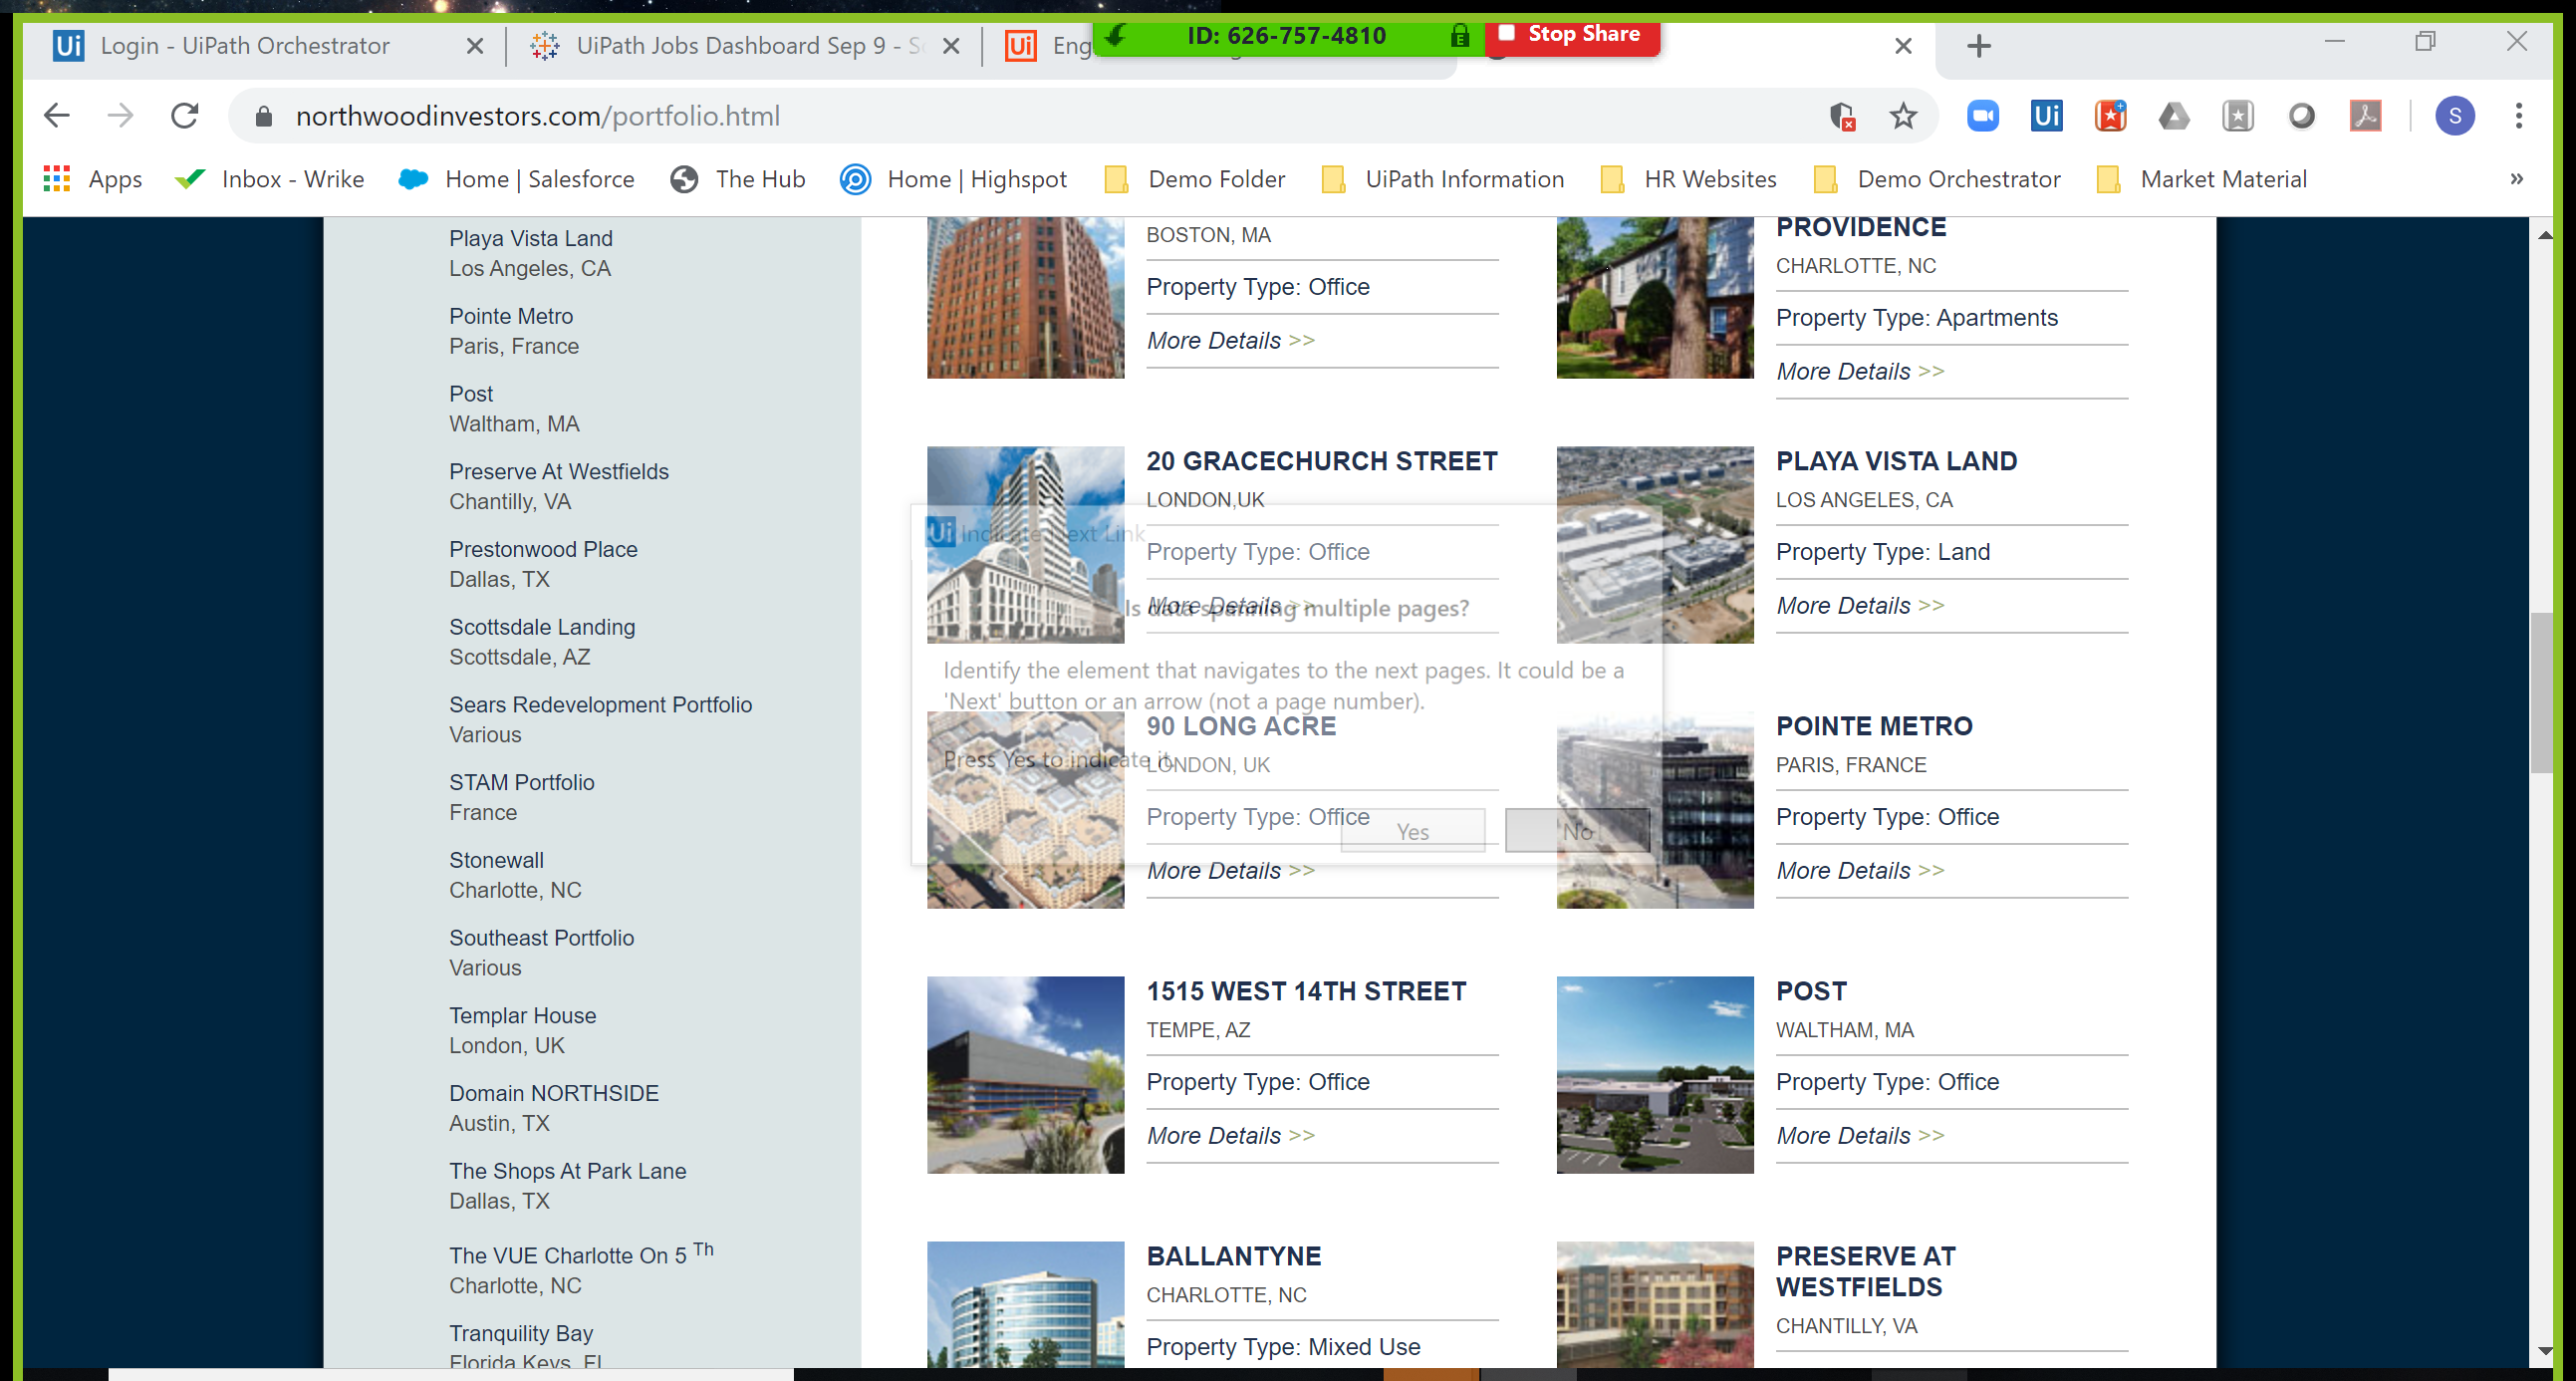 Login - UiPath Orchestrator
UiPath Jobs Dashboard Sep 9 - S
Eng
ID: 626-757-4810
Stop Share
northwoodinvestors.com/portfolio.html
S
Apps
Inbox - Wrike
Home | Salesforce
The Hub
Home | Highspot
Demo Folder
UiPath Information
HR Websites
Demo Orchestrator
Market Material
»
Playa Vista Land
Los Angeles, CA
Pointe Metro
Paris, France
Post
Waltham, MA
Preserve At Westfields
Chantilly, VA
Prestonwood Place
Dallas, TX
Scottsdale Landing
Scottsdale, AZ
Sears Redevelopment Portfolio
Various
STAM Portfolio
France
Stonewall
Charlotte, NC
Southeast Portfolio
Various
Templar House
London, UK
Domain NORTHSIDE
Austin, TX
The Shops At Park Lane
Dallas, TX
The VUE Charlotte On 5 Th
Charlotte, NC
Tranquility Bay
Florida Keys, FL
BOSTON, MA
Property Type: Office
More Details >>
PROVIDENCE
CHARLOTTE, NC
Property Type: Apartments
More Details >>
20 GRACECHURCH STREET
LONDON,UK
Property Type: Office
More Details >>
PLAYA VISTA LAND
LOS ANGELES, CA
Property Type: Land
More Details >>
Ui Indicate Next Link
Is data spanning multiple pages?
Identify the element that navigates to the next pages. It could be a
'Next' button or an arrow (not a page number).
Press Yes to indicate it.
Yes
No
90 LONG ACRE
LONDON, UK
Property Type: Office
More Details >>
POINTE METRO
PARIS, FRANCE
Property Type: Office
More Details >>
1515 WEST 14TH STREET
TEMPE, AZ
Property Type: Office
More Details >>
POST
WALTHAM, MA
Property Type: Office
More Details >>
BALLANTYNE
CHARLOTTE, NC
Property Type: Mixed Use
PRESERVE AT
WESTFIELDS
CHANTILLY, VA